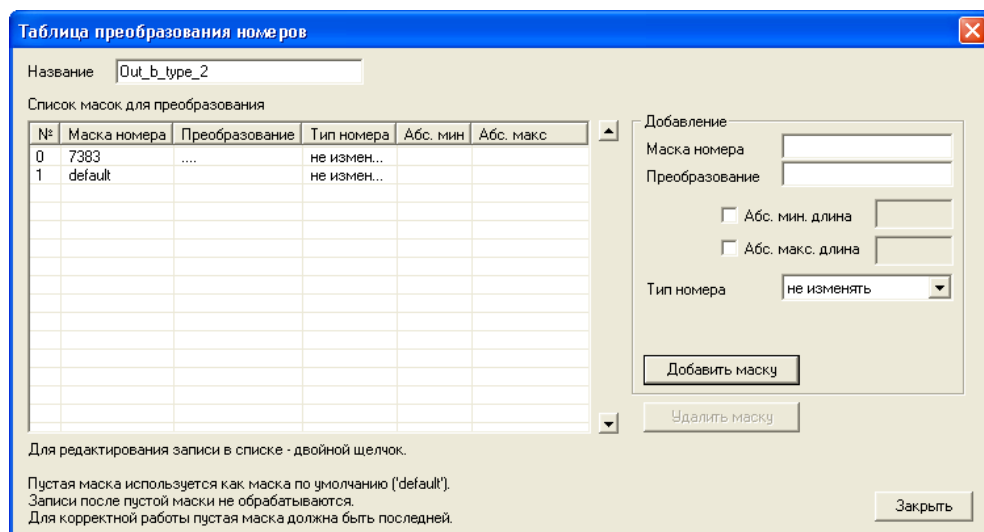 Таблица преобразования номеров
Название Out_b_type_2
Список масок для преобразования
№ Маска номера Преобразование Тип номера Абс. мин Абс. макс
0 7383 .... не измен...
1 default не измен...
Добавление
Маска номера
Преобразование
Абс. мин. длина
Абс. макс. длина
Тип номера не изменять
Добавить маску
Удалить маску
Для редактирования записи в списке - двойной щелчок.
Пустая маска используется как маска по умолчанию ('default').
Записи после пустой маски не обрабатываются.
Для корректной работы пустая маска должна быть последней.
Закрыть